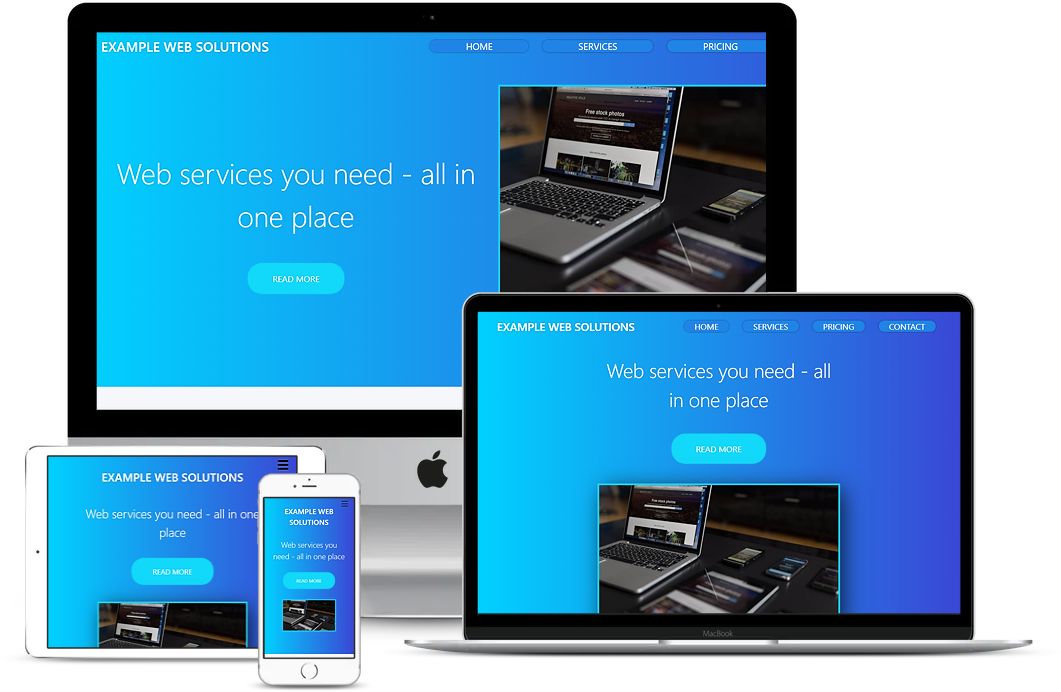 EXAMPLE WEB SOLUTIONS
HOME
SERVICES
PRICING
Free stock photos
Web services you need - all in
one place
READ MORE
EXAMPLE WEB SOLUTIONS
HOME
SERVICES
PRICING
CONTACT
Web services you need - all
in one place
READ MORE
Free stock photos
MacBook
EXAMPLE WEB SOLUTIONS
Web services you need - all in one
place
READ MORE
EXAMPLE WEB
SOLUTIONS
Web services you
need - all in one place
READ MORE